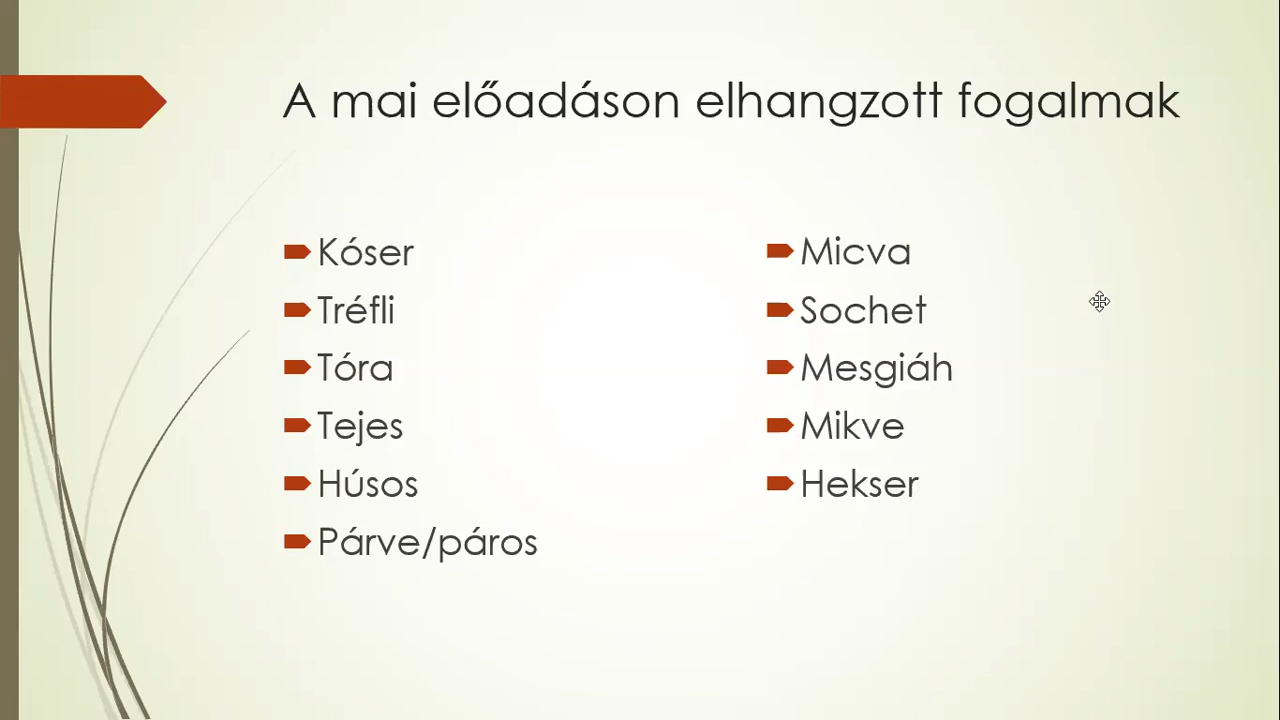 A mai előadáson elhangzott fogalmak
Kóser
Tréfli
Tóra
Tejes
Húsos
Párve/páros
Micva
Sochet
Mesgiáh
Mikve
Hekser